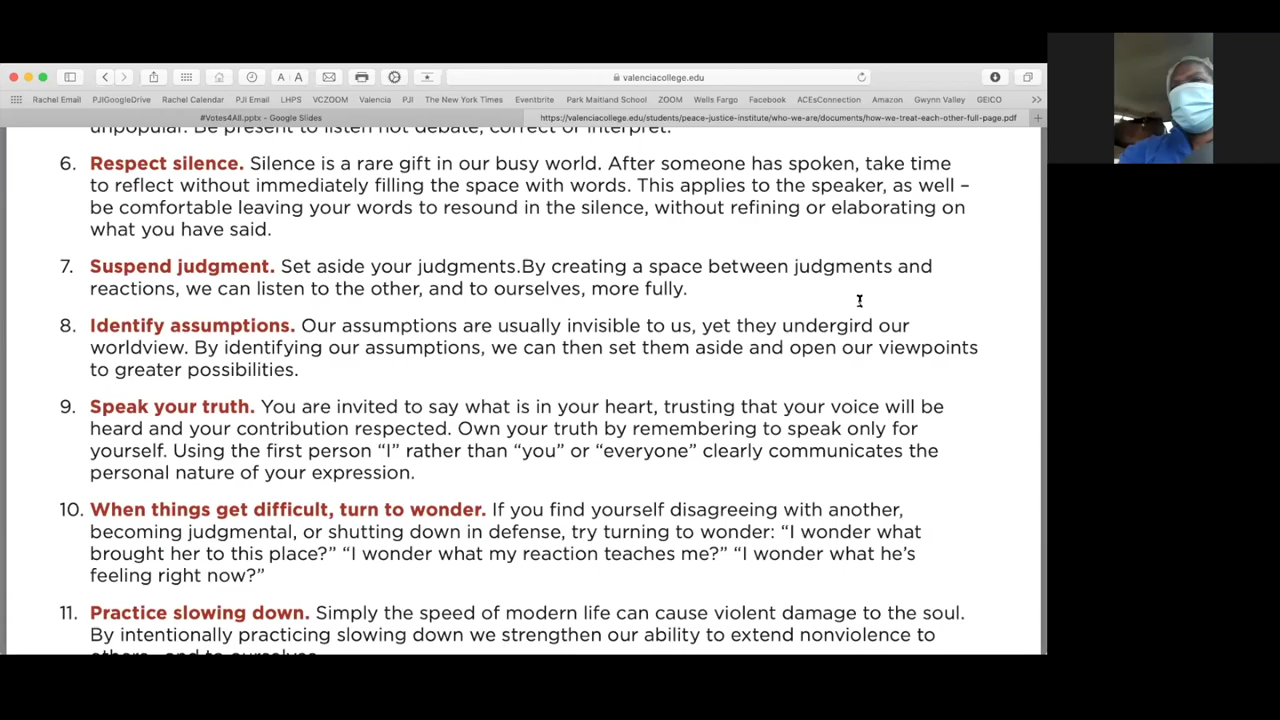 valenciacollege.edu
Rachel Email PJIGoogleDrive Rachel Calendar PJI Email LHPS VCZOOM Valencia PJI The New York Times Eventbrite Park Maitland School ZOOM Wells Fargo Facebook ACEsConnection Amazon Gwynn Valley GEICO >>
#Votes4All.pptx - Google Slides https://valenciacollege.edu/students/peace-justice-institute/who-we-are/documents/how-we-treat-each-other-full-page.pdf
unpopular. Be present to listen not debate, correct or interpret.
6. Respect silence. Silence is a rare gift in our busy world. After someone has spoken, take time
to reflect without immediately filling the space with words. This applies to the speaker, as well –
be comfortable leaving your words to resound in the silence, without refining or elaborating on
what you have said.
7. Suspend judgment. Set aside your judgments.By creating a space between judgments and
reactions, we can listen to the other, and to ourselves, more fully.
8. Identify assumptions. Our assumptions are usually invisible to us, yet they undergird our
worldview. By identifying our assumptions, we can then set them aside and open our viewpoints
to greater possibilities.
9. Speak your truth. You are invited to say what is in your heart, trusting that your voice will be
heard and your contribution respected. Own your truth by remembering to speak only for
yourself. Using the first person “I” rather than “you” or “everyone” clearly communicates the
personal nature of your expression.
10. When things get difficult, turn to wonder. If you find yourself disagreeing with another,
becoming judgmental, or shutting down in defense, try turning to wonder: “I wonder what
brought her to this place?” “I wonder what my reaction teaches me?” “I wonder what he’s
feeling right now?”
11. Practice slowing down. Simply the speed of modern life can cause violent damage to the soul.
By intentionally practicing slowing down we strengthen our ability to extend nonviolence to
others—and to ourselves.